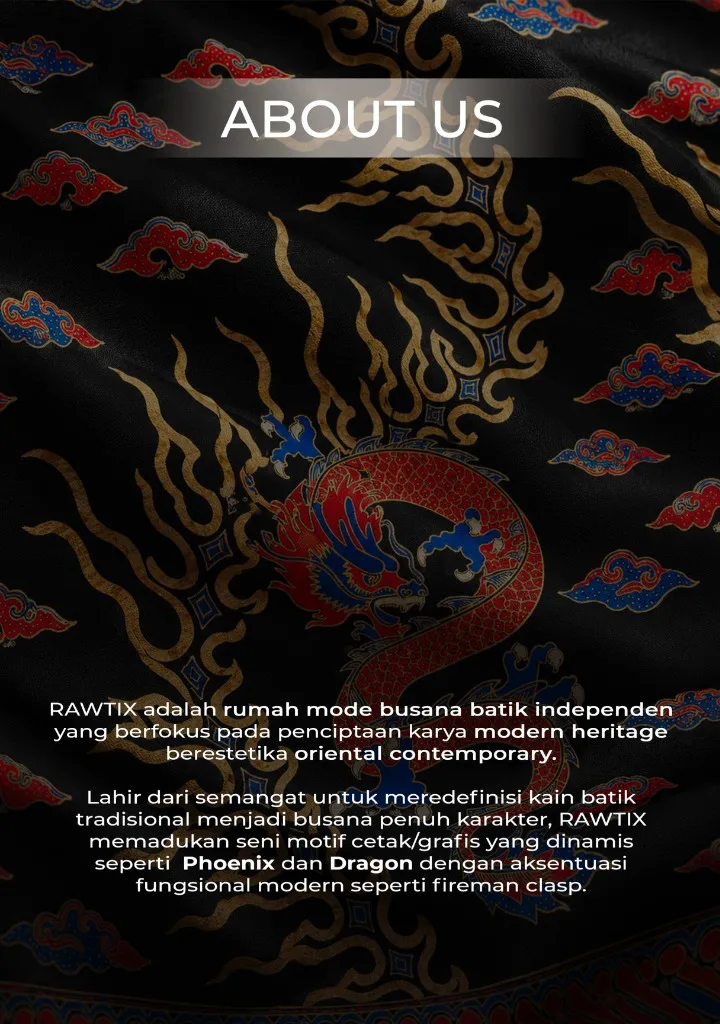 ABOUT US
RAWTIX adalah rumah mode busana batik independen
yang berfokus pada penciptaan karya modern heritage
berestetika oriental contemporary.
Lahir dari semangat untuk meredefinisi kain batik
tradisional menjadi busana penuh karakter, RAWTIX
memadukan seni motif cetak/grafis yang dinamis
seperti Phoenix dan Dragon dengan aksentuasi
fungsional modern seperti fireman clasp.